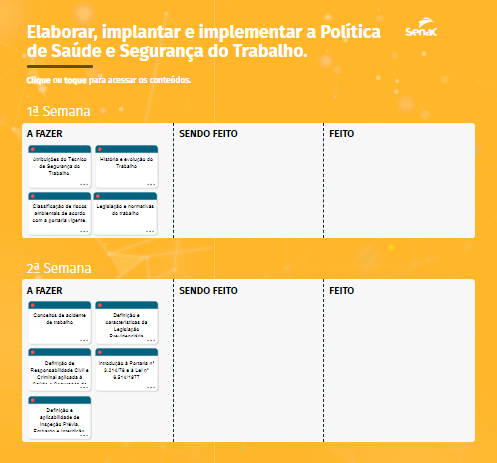 Elaborar, implantar e implementar a Política
de Saúde e Segurança do Trabalho.
Senac
Clique ou toque para acessar os conteúdos.
1ª Semana
A FAZER
SENDO FEITO
FEITO
Atribuições do Técnico
de Segurança do
Trabalho.
...
História e evolução do
Trabalho
...
Classificação de riscos
ambientais de acordo
com a portaria vigente.
...
Legislação e normativas
do trabalho
...
2ª Semana
A FAZER
SENDO FEITO
FEITO
Conceitos de acidente
de trabalho
...
Definição e
características da
Legislação
Previdenciária
...
Definição de
Responsabilidade Civil e
Criminal aplicada à
...
Introdução à Portaria nº
3.214/78 e à Lei nº
6.514/1977
...
Definição e
aplicabilidade de
Inspeção Prévia,
Embargo e Interdição
...